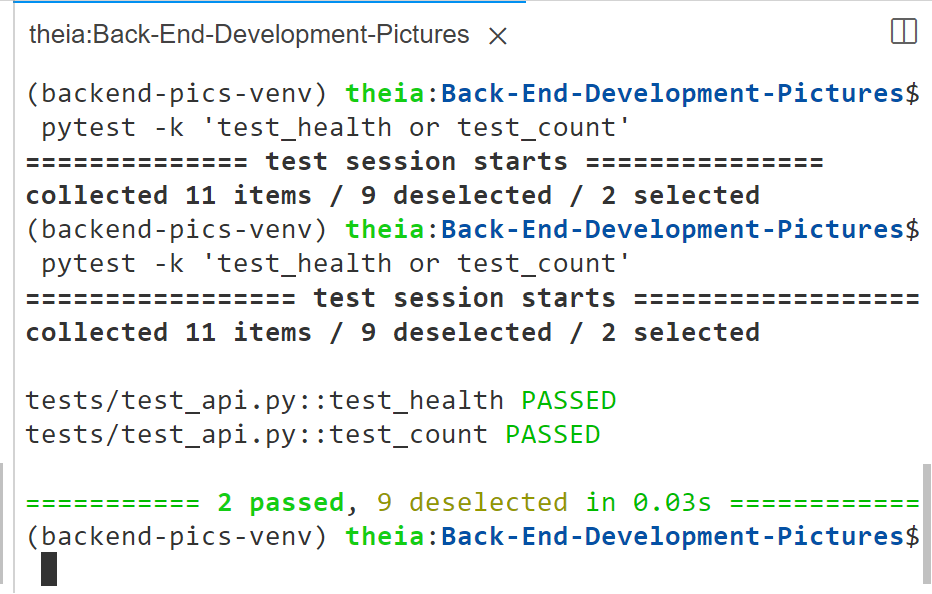 theia:Back-End-Development-Pictures ×
(backend-pics-venv) theia:Back-End-Development-Pictures$
pytest -k 'test_health or test_count'
============== test session starts ===============
collected 11 items / 9 deselected / 2 selected
(backend-pics-venv) theia:Back-End-Development-Pictures$
pytest -k 'test_health or test_count'
================= test session starts ==================
collected 11 items / 9 deselected / 2 selected
tests/test_api.py::test_health PASSED
tests/test_api.py::test_count PASSED
=========== 2 passed, 9 deselected in 0.03s ============
(backend-pics-venv) theia:Back-End-Development-Pictures$